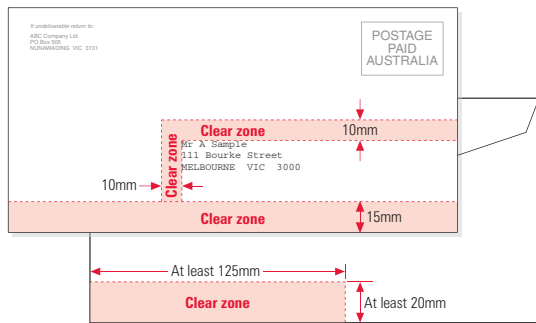 If undeliverable return to:
ABC Company Ltd
PO Box 505
NUNAWADING VIC 3131
POSTAGE
PAID
AUSTRALIA
Clear zone
10mm
Clear zone
Mr A Sample
111 Bourke Street
MELBOURNE VIC 3000
10mm
Clear zone
15mm
At least 125mm
Clear zone
At least 20mm